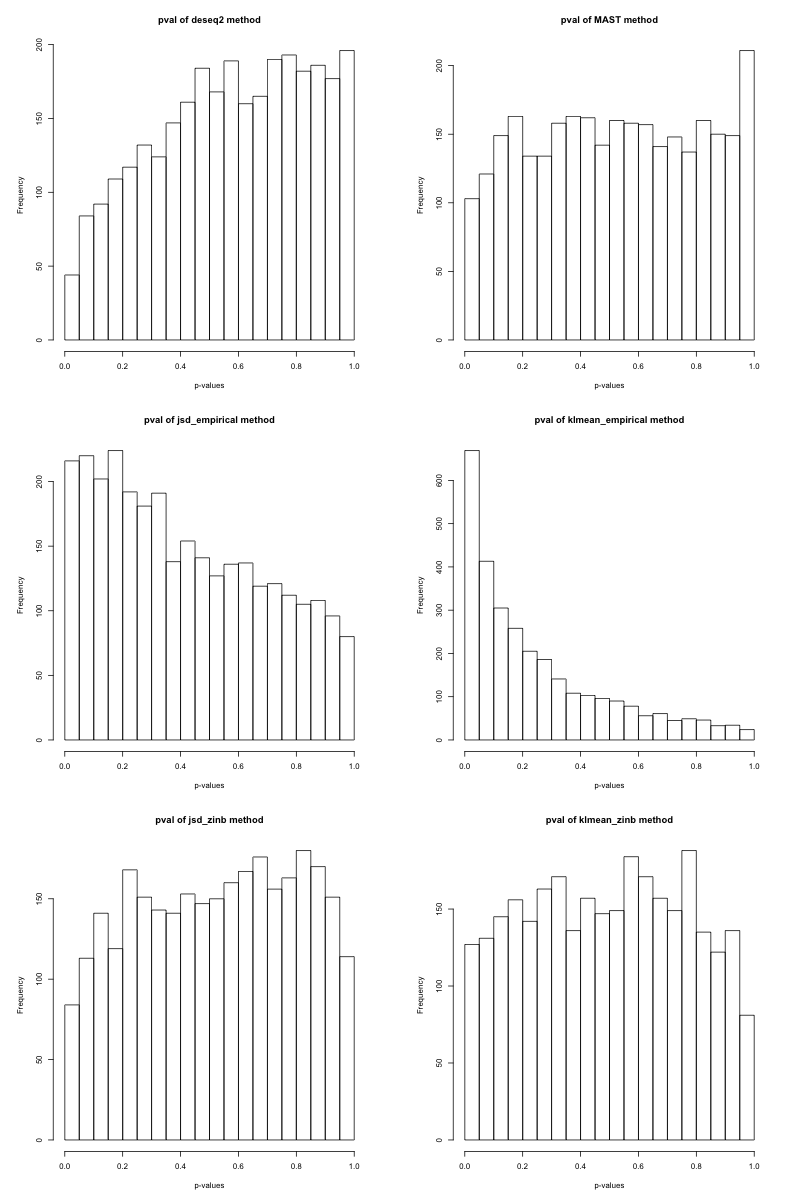 pval of deseq2 method
Frequency
200
150
100
50
0
0.0 0.2 0.4 0.6 0.8 1.0
p-values
pval of MAST method
Frequency
200
150
100
50
0
0.0 0.2 0.4 0.6 0.8 1.0
p-values
pval of jsd_empirical method
Frequency
200
150
100
50
0
0.0 0.2 0.4 0.6 0.8 1.0
p-values
pval of klmean_empirical method
Frequency
600
500
400
300
200
100
0
0.0 0.2 0.4 0.6 0.8 1.0
p-values
pval of jsd_zinb method
Frequency
150
100
50
0
0.0 0.2 0.4 0.6 0.8 1.0
p-values
pval of klmean_zinb method
Frequency
150
100
50
0
0.0 0.2 0.4 0.6 0.8 1.0
p-values